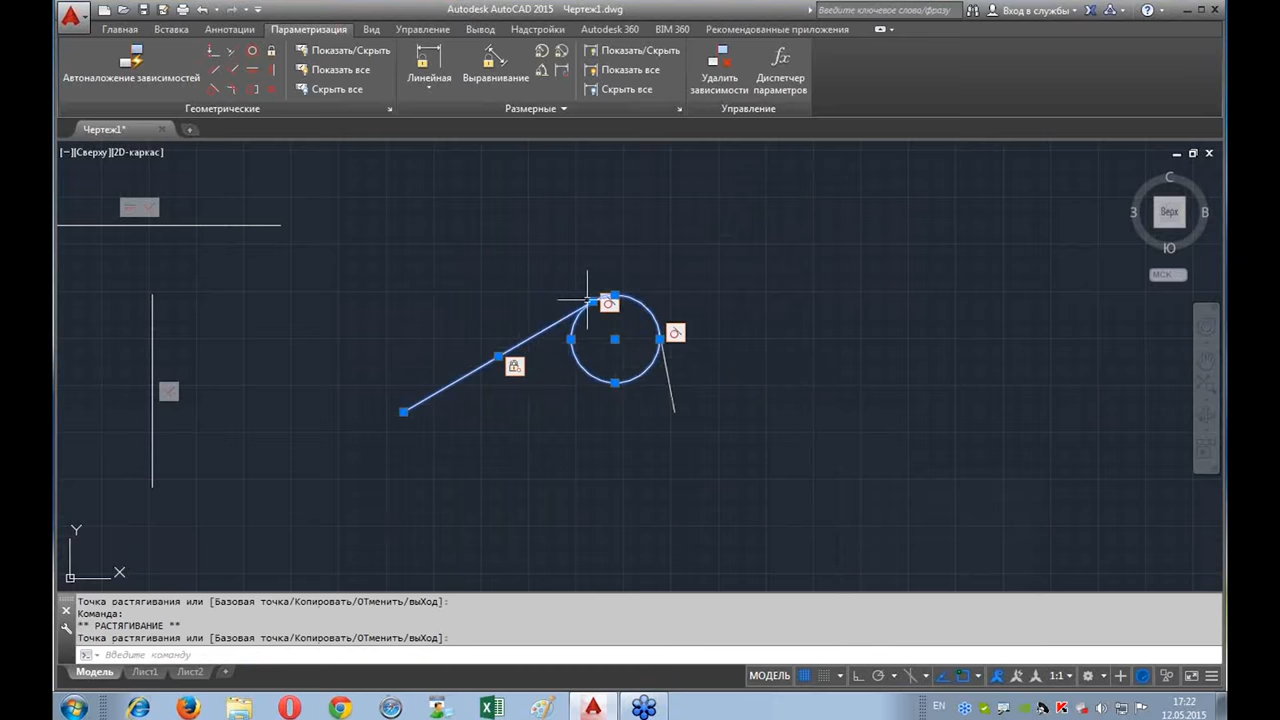 Autodesk AutoCAD 2015 Чертеж1.dwg
Введите ключевое слово/фразу
Вход в службы
Главная Вставка Аннотации Параметризация Вид Управление Вывод Надстройки Autodesk 360 BIM 360 Рекомендованные приложения
Автоналожение зависимостей
Показать/Скрыть
Показать все
Скрыть все
Линейная
Выравнивание
Показать/Скрыть
Показать все
Скрыть все
Удалить зависимости
fx
Диспетчер параметров
Геометрические
Размерные
Управление
Чертеж1*
[−][Сверху][2D-каркас]
С
З Верх В
Ю
МСК
Y
X
Точка растягивания или [Базовая точка/Копировать/ОТменить/выХод]:
Команда:
** РАСТЯГИВАНИЕ **
Точка растягивания или [Базовая точка/Копировать/ОТменить/выХод]:
Введите команду
Модель Лист1 Лист2 +
МОДЕЛЬ
1:1
EN
17:22
12.05.2015